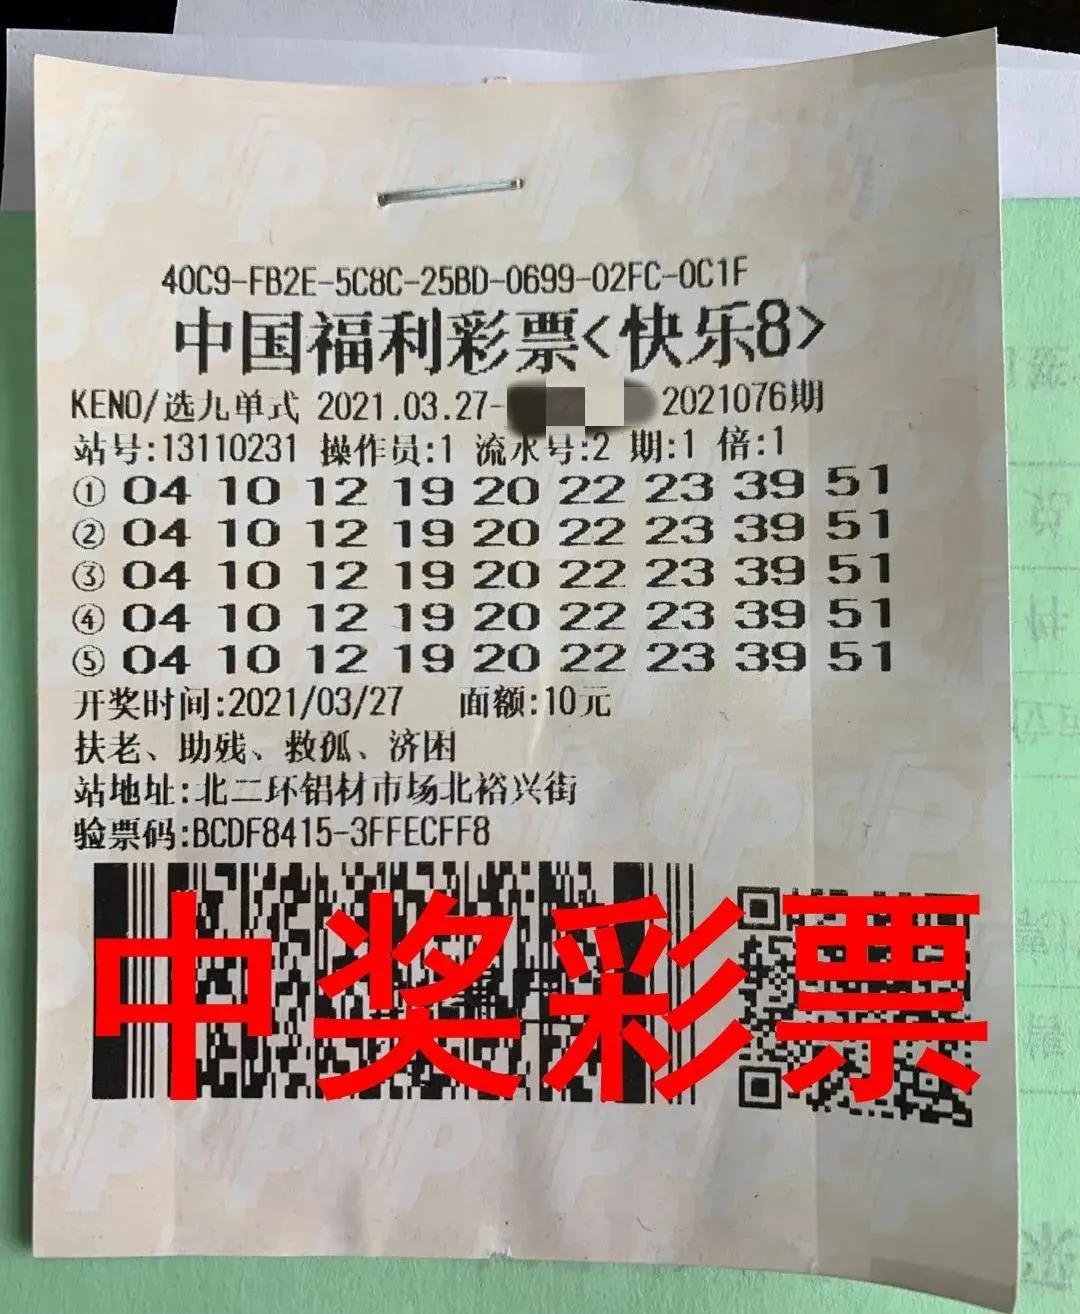 40C9-FB2E-5C8C-25BD-0699-02FC-0C1F
中国福利彩票<快乐8>
KENO/选九单式 2021.03.27- 2021076期
站号:13110231 操作员:1 流水号:2 期:1 倍:1
① 04 10 12 19 20 22 23 39 51
② 04 10 12 19 20 22 23 39 51
③ 04 10 12 19 20 22 23 39 51
④ 04 10 12 19 20 22 23 39 51
⑤ 04 10 12 19 20 22 23 39 51
开奖时间:2021/03/27 面额:10元
扶老、助残、救孤、济困
站地址:北二环铝材市场北裕兴街
验票码:BCDF8415-3FFECFF8
中奖彩票